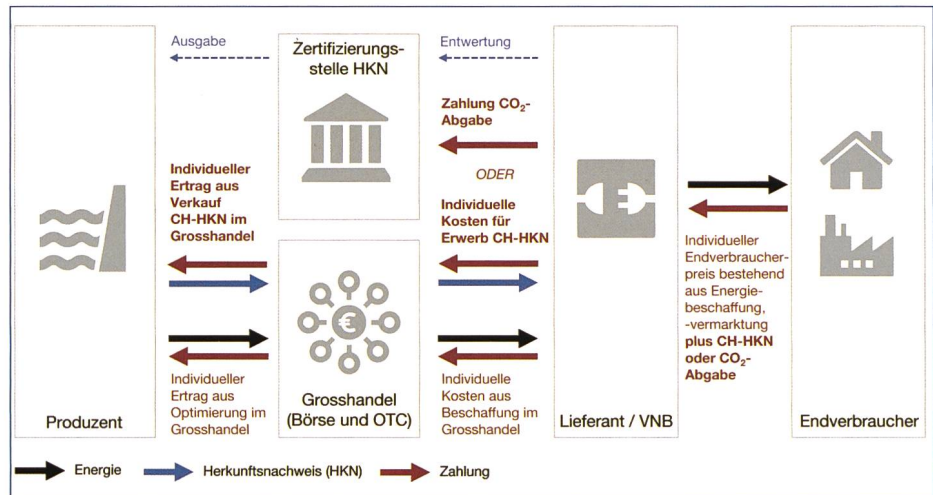 Ausgabe
Zertifizierungs-
stelle HKN
Entwertung
Zahlung CO₂-
Abgabe
ODER
Individueller
Ertrag aus
Verkauf
CH-HKN im
Grosshandel
Individuelle
Kosten für
Erwerb CH-HKN
Individueller
Endverbraucher-
preis bestehend
aus Energie-
beschaffung,
-vermarktung
plus CH-HKN
oder CO₂-
Abgabe
€
Individueller
Ertrag aus
Optimierung im
Grosshandel
Individuelle
Kosten aus
Beschaffung im
Grosshandel
Produzent
Grosshandel
(Börse und OTC)
Lieferant / VNB
Endverbraucher
Energie
Herkunftsnachweis (HKN)
Zahlung